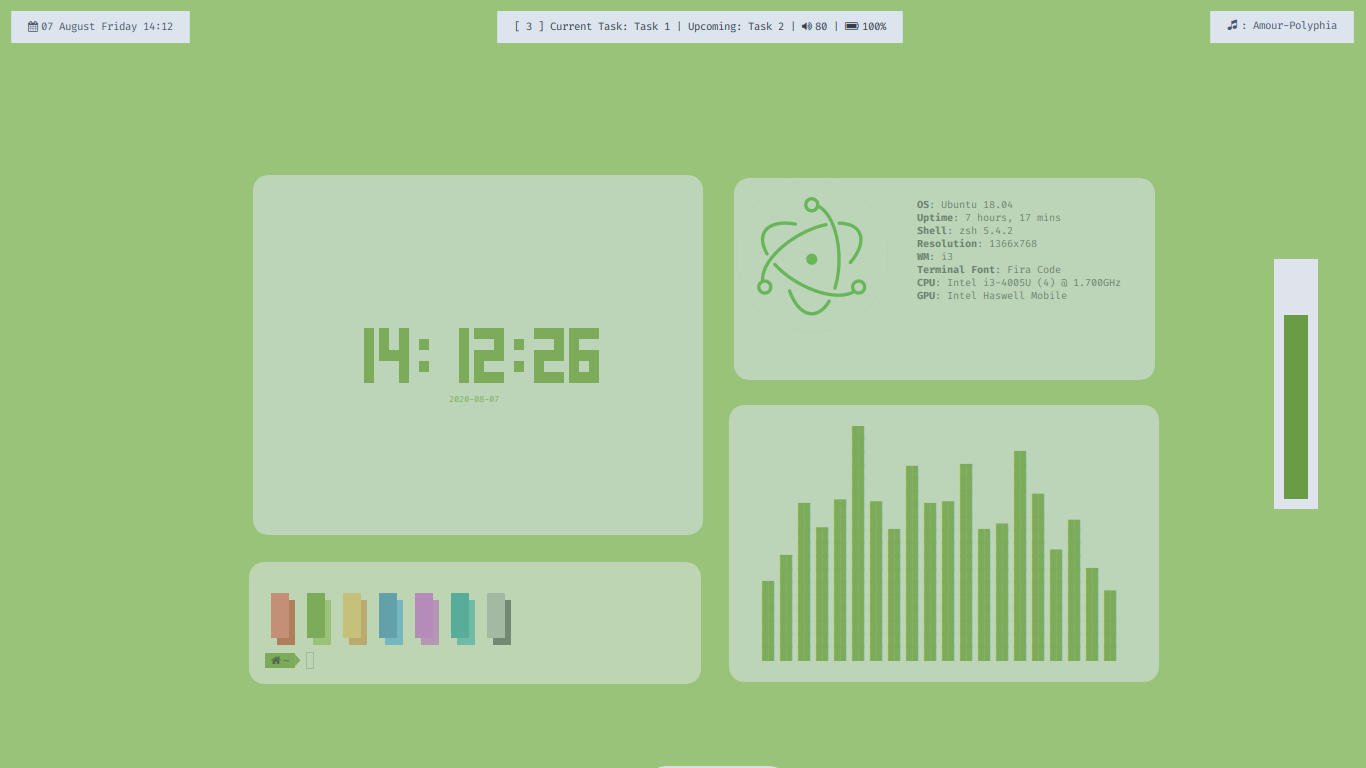 07 August Friday 14:12
[ 3 ] Current Task: Task 1 | Upcoming: Task 2 | 80 | 100%
: Amour-Polyphia
14: 12:26
2020-08-07
OS: Ubuntu 18.04
Uptime: 7 hours, 17 mins
Shell: zsh 5.4.2
Resolution: 1366x768
WM: i3
Terminal Font: Fira Code
CPU: Intel i3-4005U (4) @ 1.700GHz
GPU: Intel Haswell Mobile
~